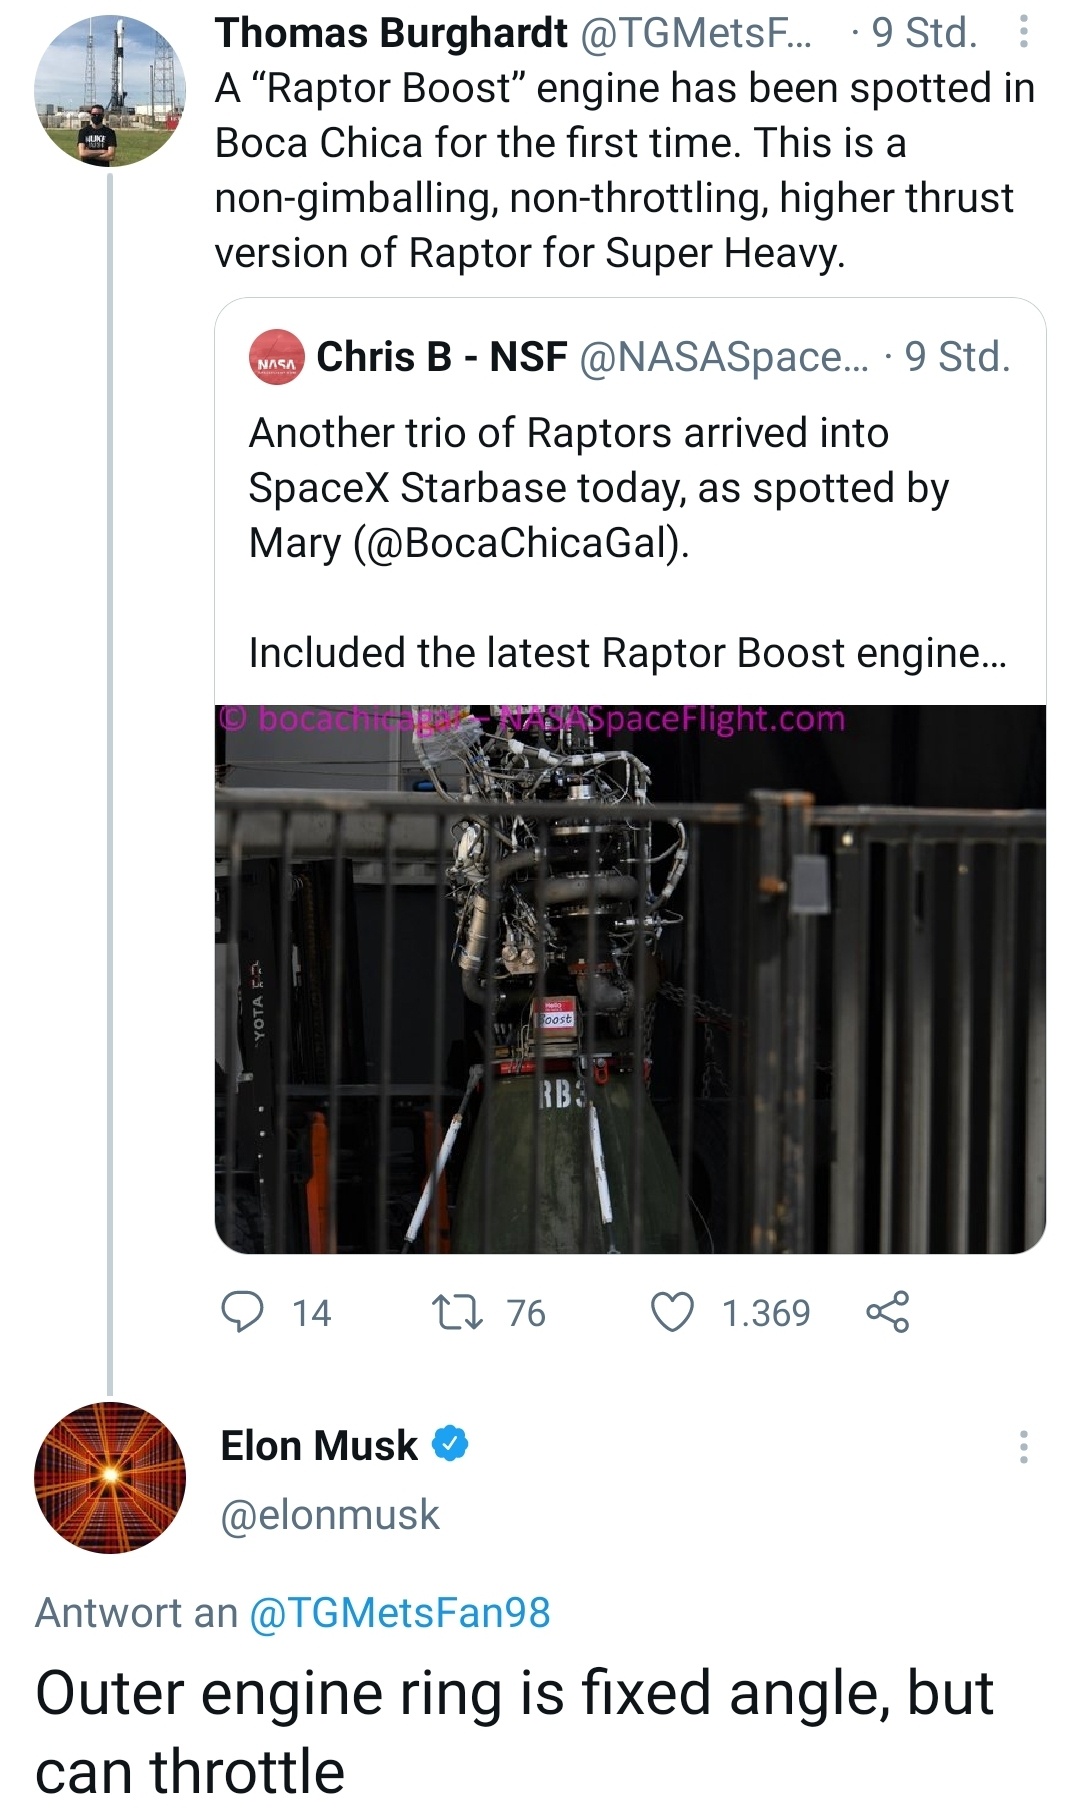 Thomas Burghardt @TGMetsF... · 9 Std.
A “Raptor Boost” engine has been spotted in
Boca Chica for the first time. This is a
non-gimballing, non-throttling, higher thrust
version of Raptor for Super Heavy.
NASA
Chris B - NSF @NASASpace... · 9 Std.
Another trio of Raptors arrived into
SpaceX Starbase today, as spotted by
Mary (@BocaChicaGal).
Included the latest Raptor Boost engine...
© bocachicagal - NASASpaceFlight.com
Hello
Boost
RB3
14 76 1.369
Elon Musk
@elonmusk
Antwort an @TGMetsFan98
Outer engine ring is fixed angle, but
can throttle